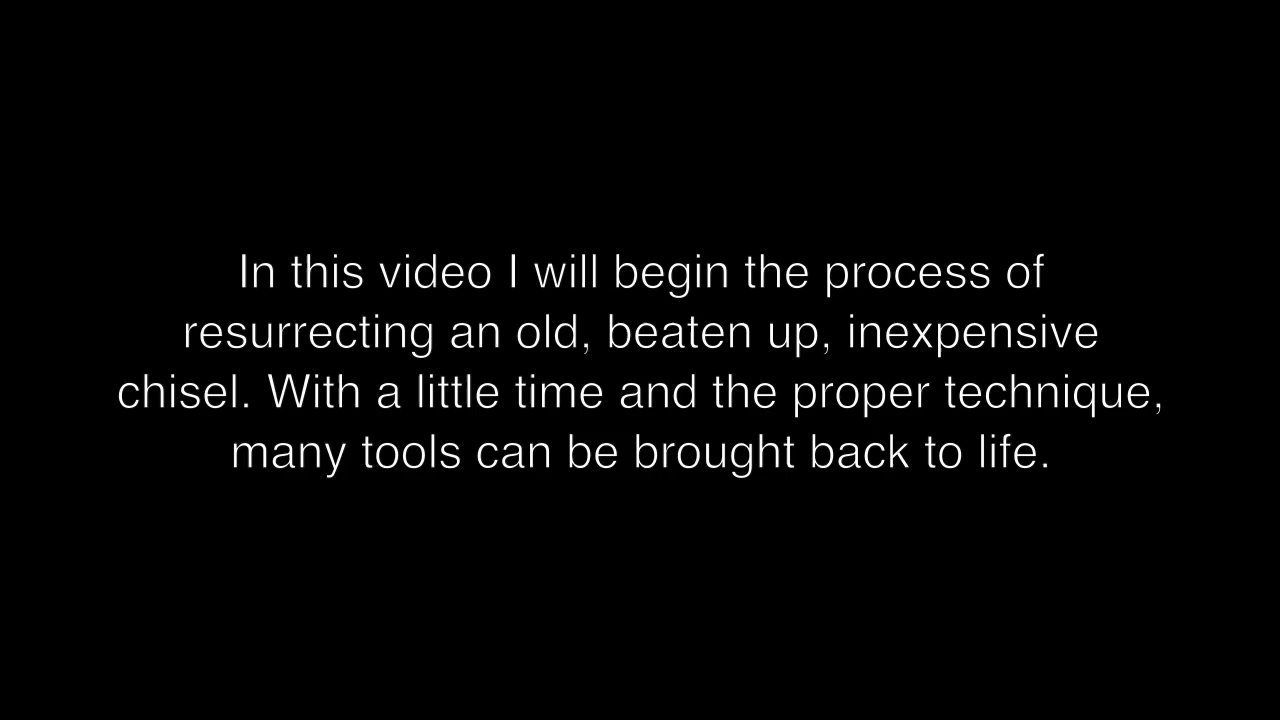 In this video I will begin the process of
resurrecting an old, beaten up, inexpensive
chisel. With a little time and the proper technique,
many tools can be brought back to life.